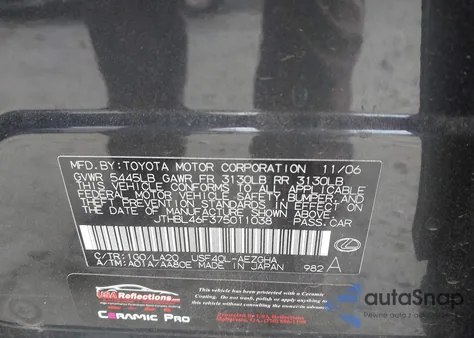 MFD.BY:TOYOTA MOTOR CORPORATION 11/06
GVWR 5445LB GAWR FR 3130LB RR 3130LB
THIS VEHICLE CONFORMS TO ALL APPLICABLE
FEDERAL MOTOR VEHICLE SAFETY, BUMPER, AND
THEFT PREVENTION STANDARDS IN EFFECT ON
THE DATE OF MANUFACTURE SHOWN ABOVE.
JTHBL46F375011038 PASS.CAR
C/TR:1G0/LA20 USF40L-AEZGHA
A/TM:A01A/AA80E MADE IN JAPAN 982 A
USA Reflections
CERAMIC PRO
This vehicle has been protected with a Ceramic
autoSnap